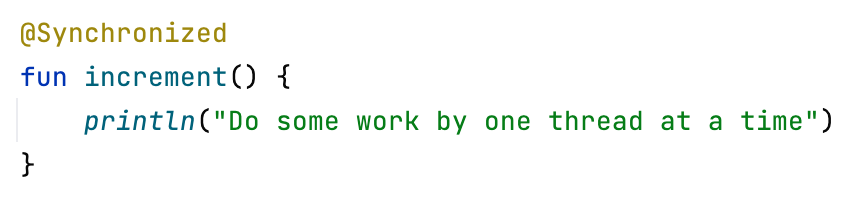 @Synchronized
fun increment() {
    println("Do some work by one thread at a time")
}